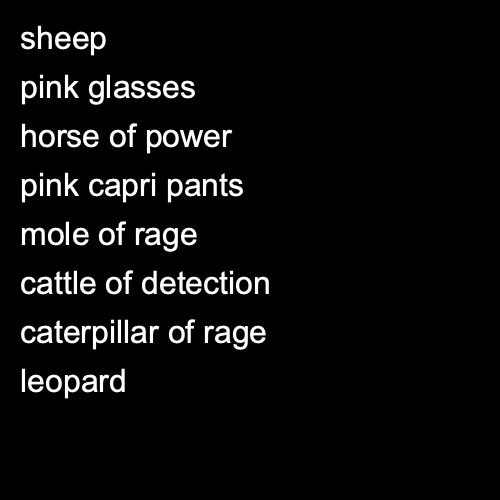 sheep
pink glasses
horse of power
pink capri pants
mole of rage
cattle of detection
caterpillar of rage
leopard